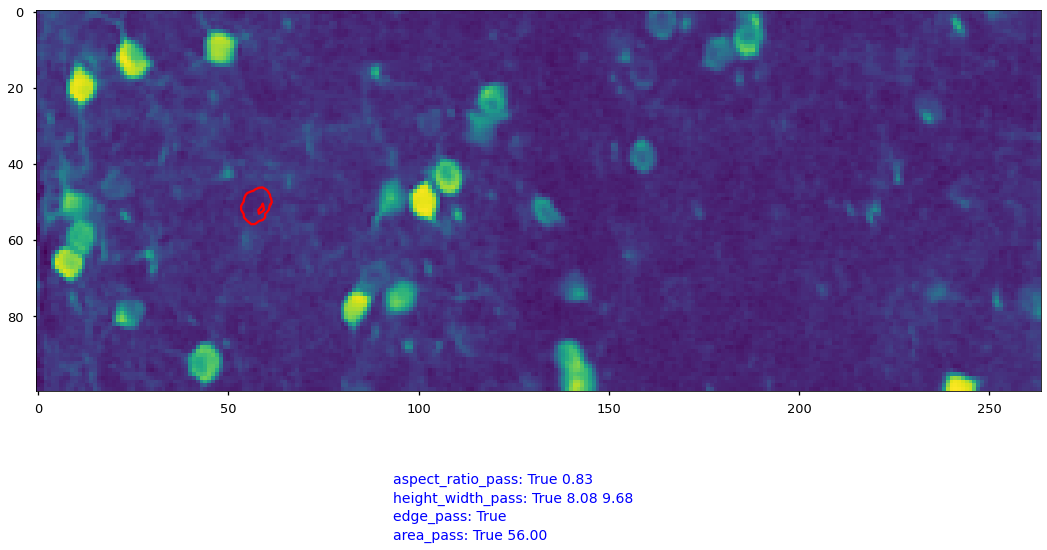 0
20
40
60
80
0 50 100 150 200 250
aspect_ratio_pass: True 0.83
height_width_pass: True 8.08 9.68
edge_pass: True
area_pass: True 56.00